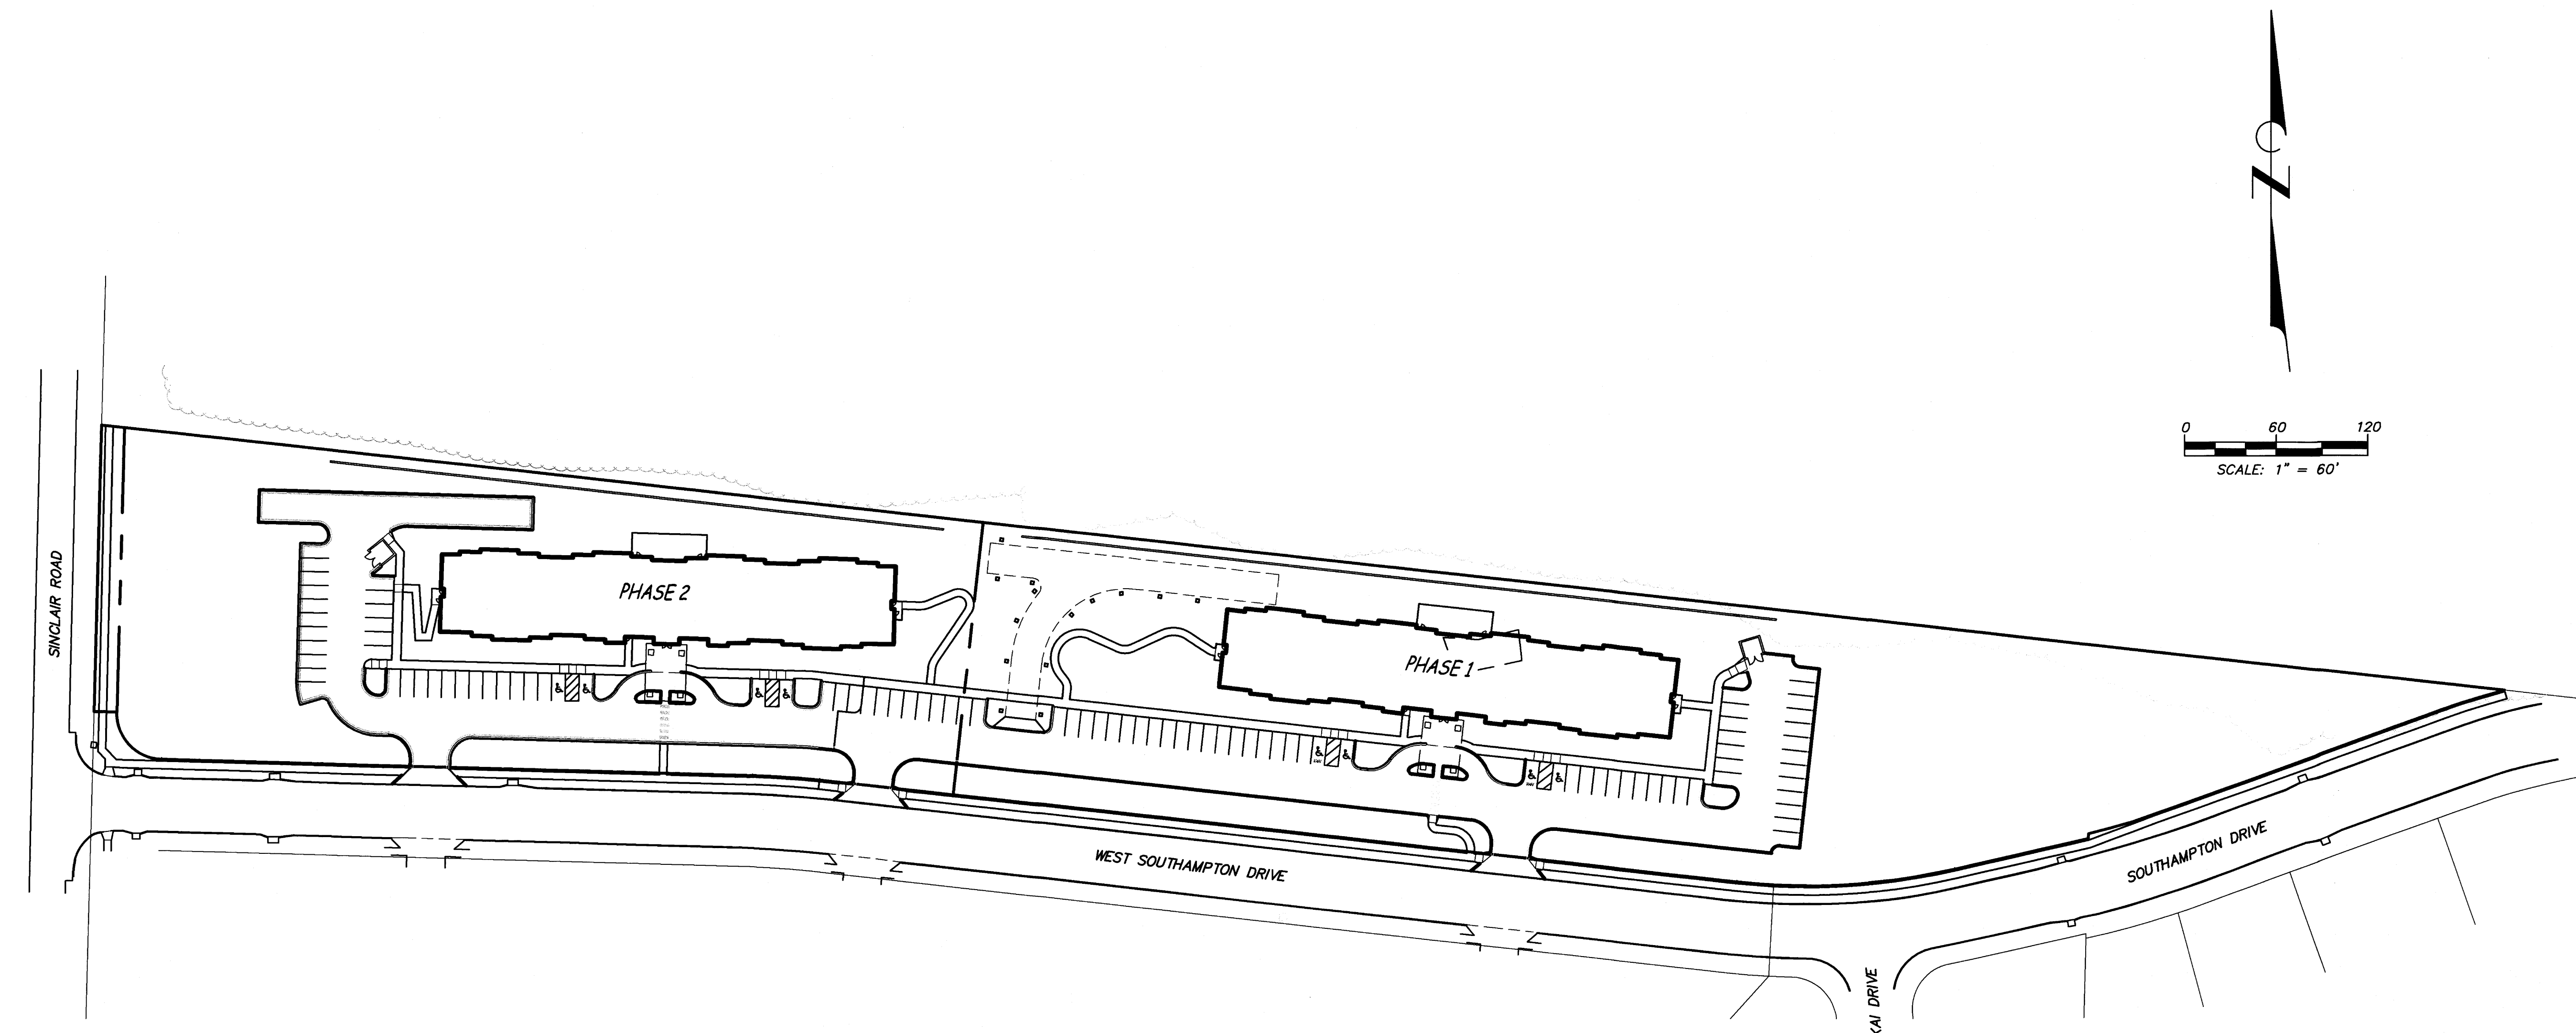 N
0 60 120
SCALE: 1" = 60'
SINCLAIR ROAD
PHASE 2
PHASE 1
WEST SOUTHAMPTON DRIVE
SOUTHAMPTON DRIVE
KAI DRIVE